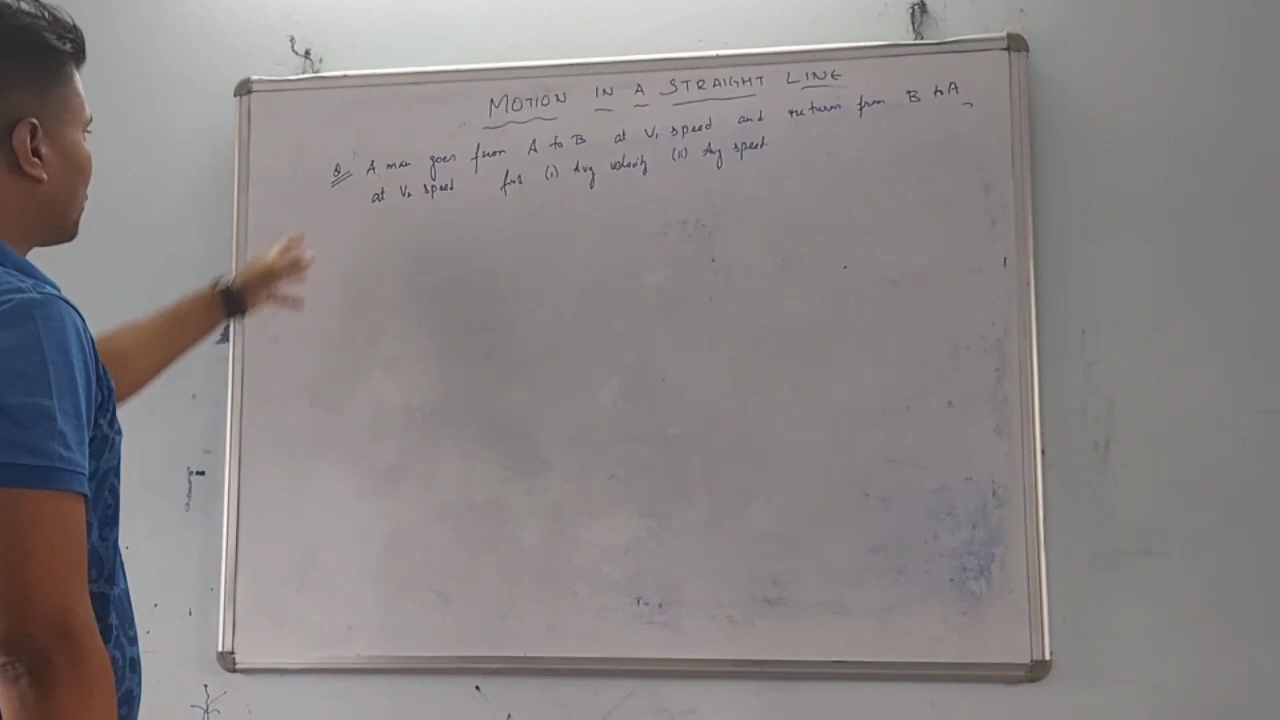 MOTION IN A STRAIGHT LINE
Q. A man goes from A to B at V₁ speed and return from B to A,
at V₂ speed find (i) Avg velocity (ii) Avg speed.